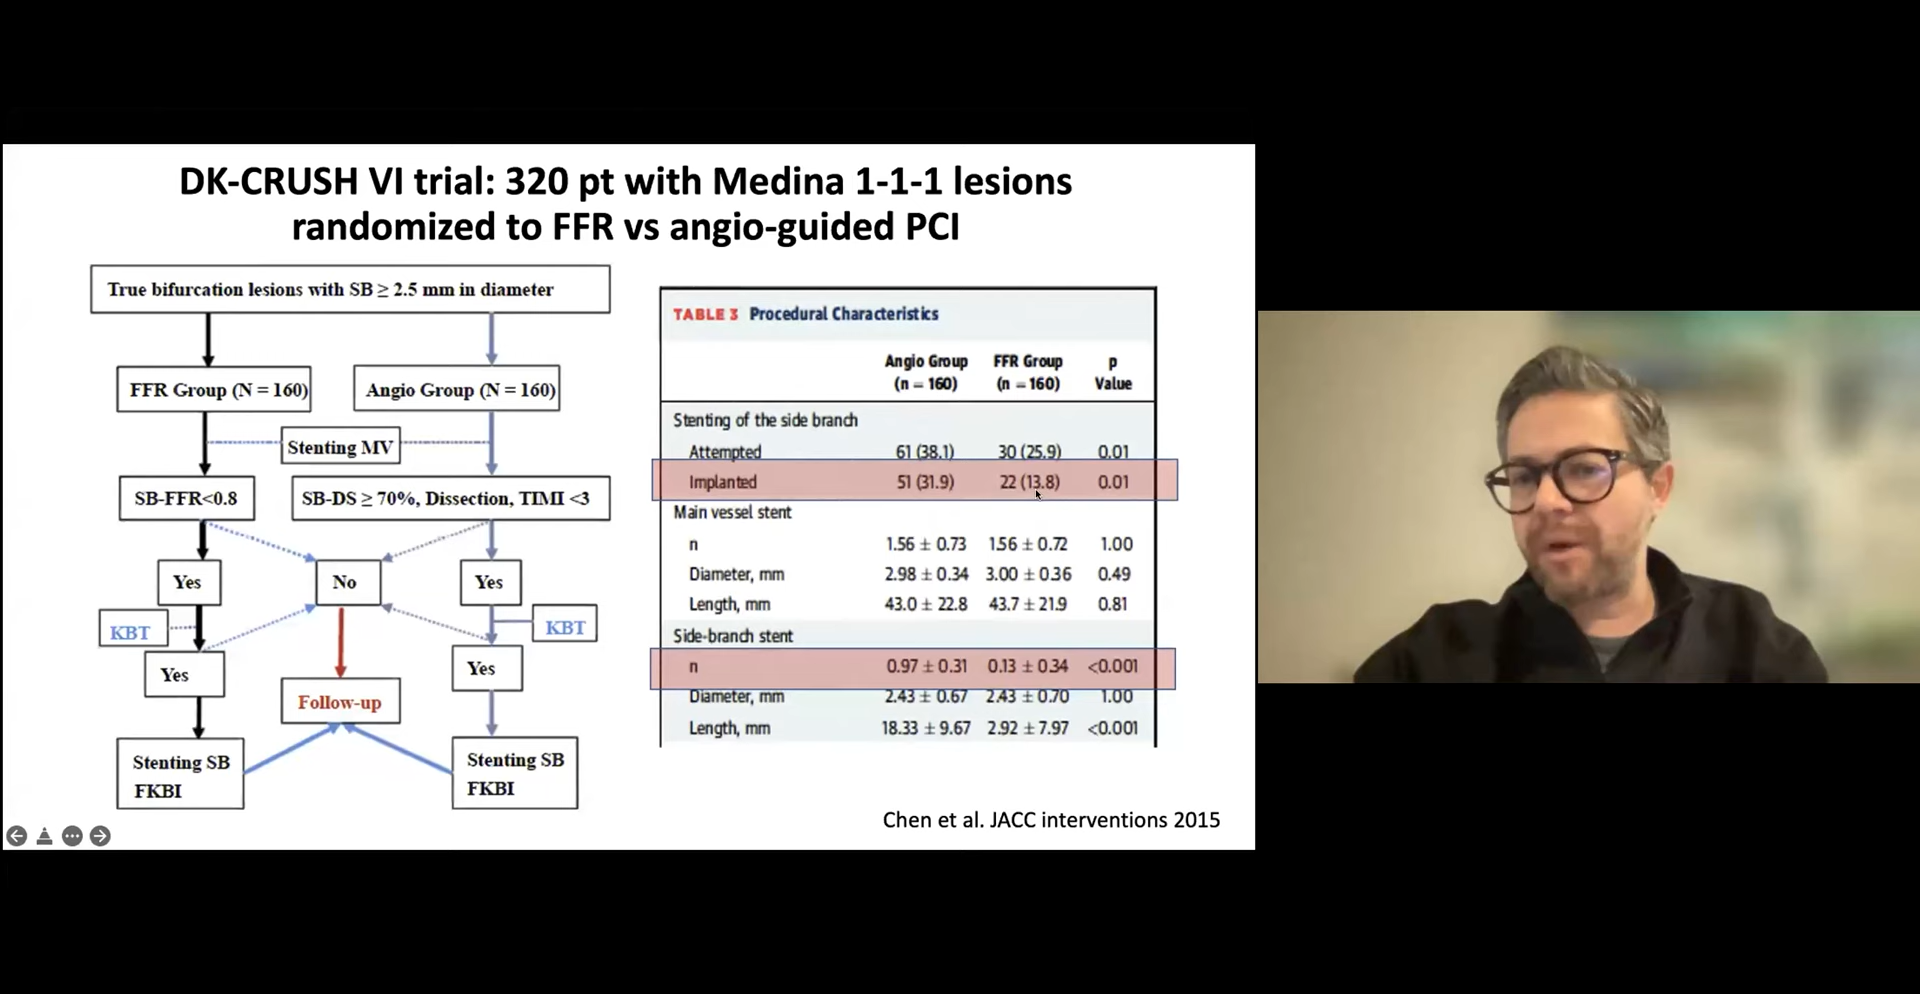 DK-CRUSH VI trial: 320 pt with Medina 1-1-1 lesions
randomized to FFR vs angio-guided PCI
True bifurcation lesions with SB ≥ 2.5 mm in diameter
FFR Group (N = 160)
Angio Group (N = 160)
Stenting MV
SB-FFR<0.8
SB-DS ≥ 70%, Dissection, TIMI <3
Yes
No
Yes
KBT
KBT
Yes
Yes
Follow-up
Stenting SB
FKBI
Stenting SB
FKBI
TABLE 3 Procedural Characteristics
Angio Group
(n = 160)
FFR Group
(n = 160)
p
Value
Stenting of the side branch
Attempted 61 (38.1) 30 (25.9) 0.01
Implanted 51 (31.9) 22 (13.8) 0.01
Main vessel stent
n 1.56 ± 0.73 1.56 ± 0.72 1.00
Diameter, mm 2.98 ± 0.34 3.00 ± 0.36 0.49
Length, mm 43.0 ± 22.8 43.7 ± 21.9 0.81
Side-branch stent
n 0.97 ± 0.31 0.13 ± 0.34 <0.001
Diameter, mm 2.43 ± 0.67 2.43 ± 0.70 1.00
Length, mm 18.33 ± 9.67 2.92 ± 7.97 <0.001
Chen et al. JACC interventions 2015